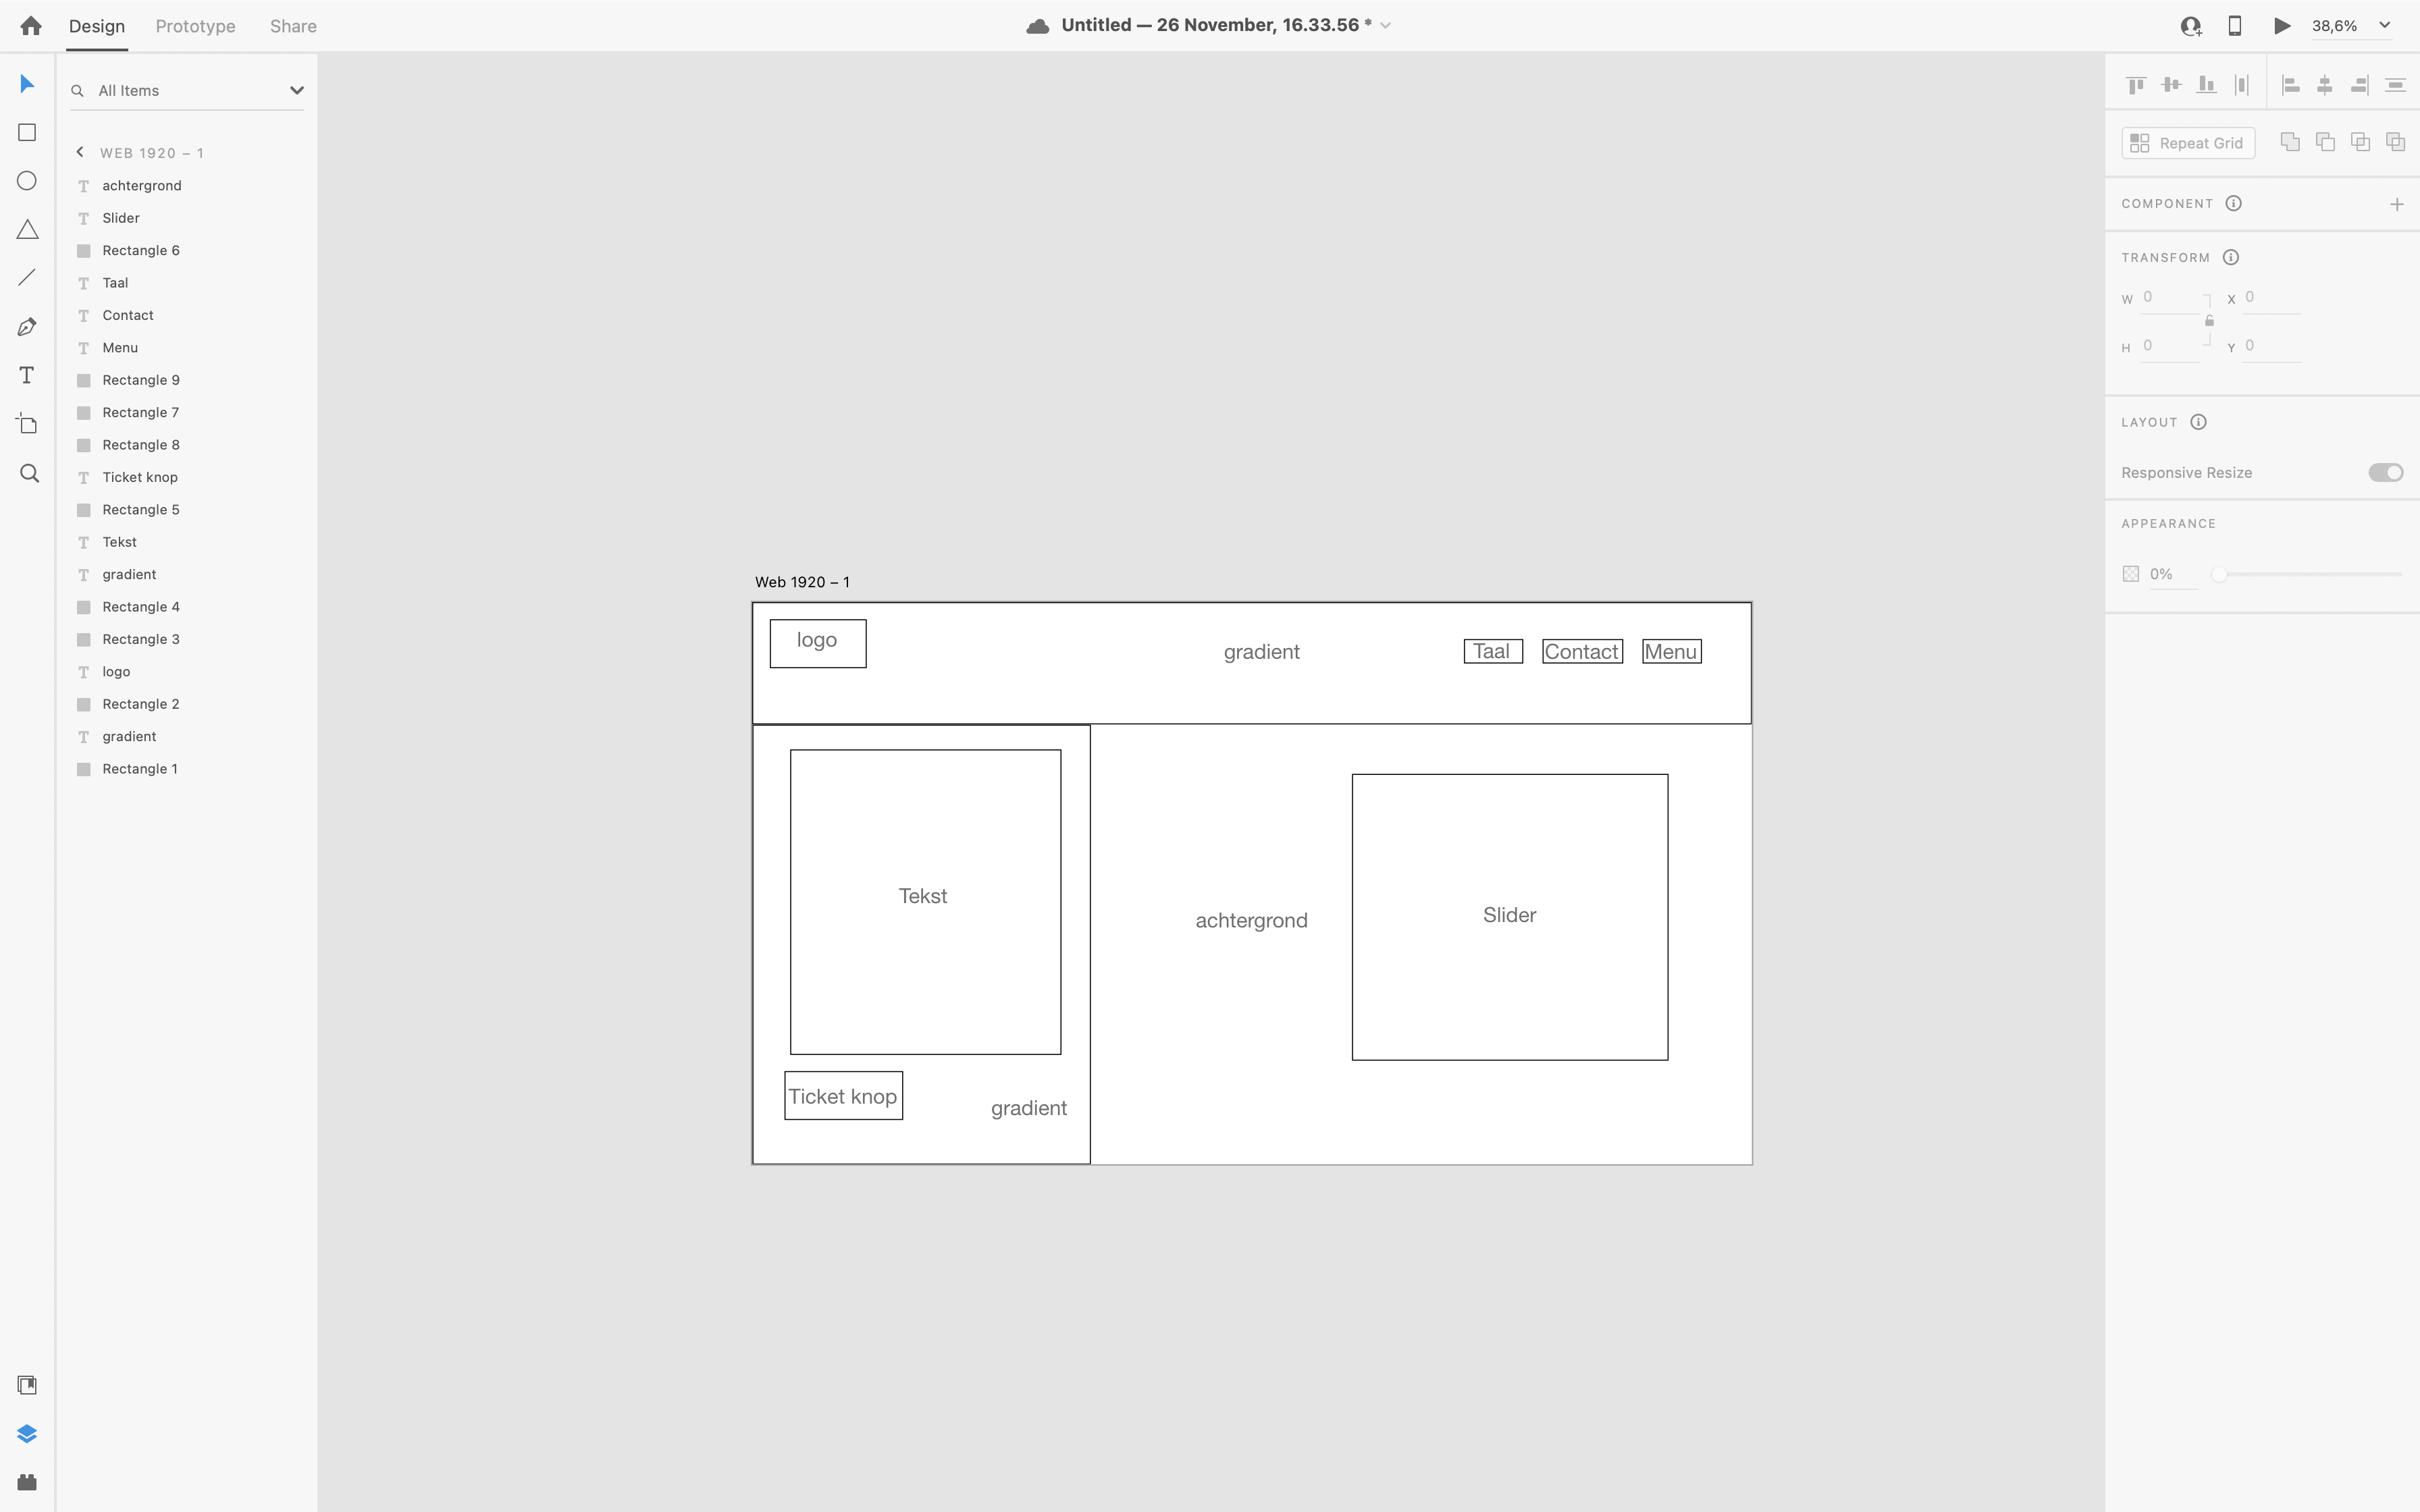 Design Prototype Share
Untitled — 26 November, 16.33.56 *
38,6%
All Items
WEB 1920 – 1
achtergrond
Slider
Rectangle 6
Taal
Contact
Menu
Rectangle 9
Rectangle 7
Rectangle 8
Ticket knop
Rectangle 5
Tekst
gradient
Rectangle 4
Rectangle 3
logo
Rectangle 2
gradient
Rectangle 1
Web 1920 – 1
logo
gradient
Taal
Contact
Menu
Tekst
achtergrond
Slider
Ticket knop
gradient
Repeat Grid
COMPONENT
TRANSFORM
W 0 X 0
H 0 Y 0
LAYOUT
Responsive Resize
APPEARANCE
0%